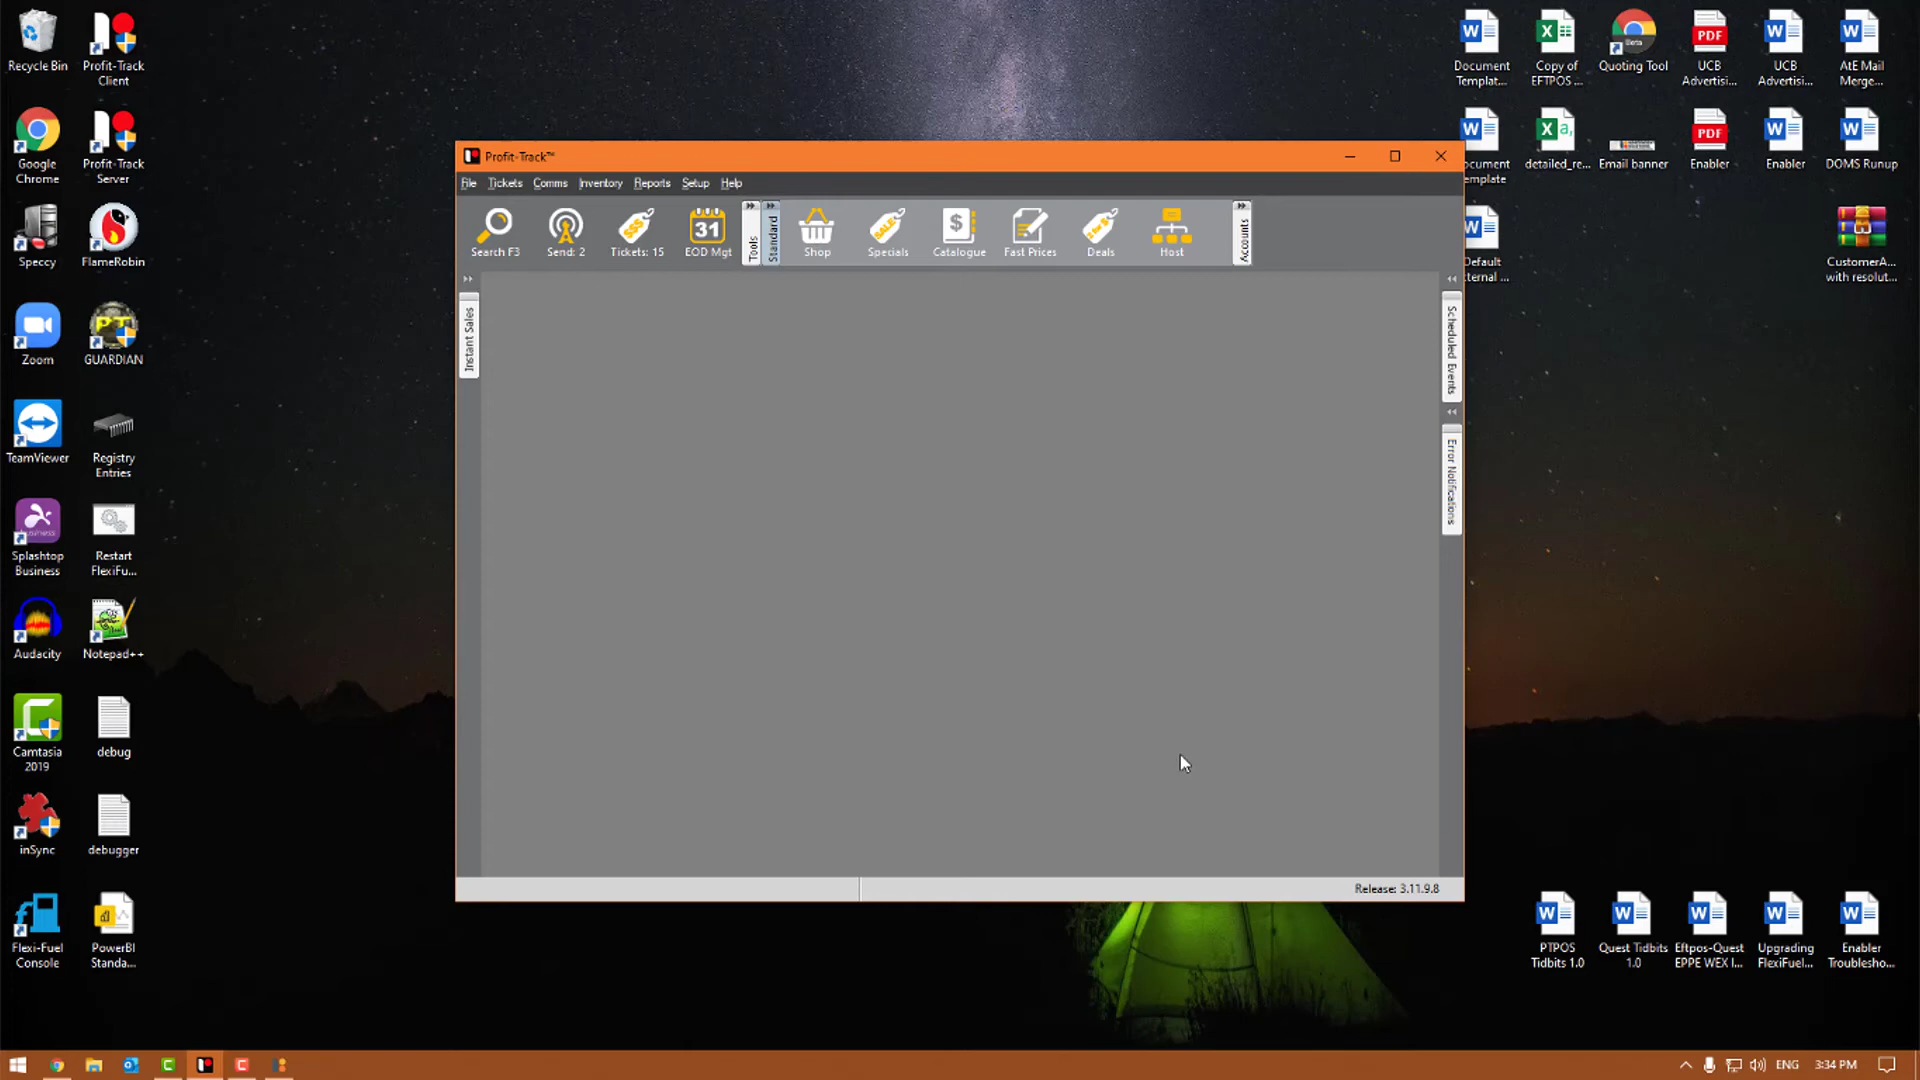 Recycle Bin
Profit-Track
Client
Google
Chrome
Profit-Track
Server
Speccy
FlameRobin
Zoom
GUARDIAN
TeamViewer
Registry
Entries
Splashtop
Business
Restart
FlexiFu...
Audacity
Notepad++
Camtasia
2019
debug
inSync
debugger
Flexi-Fuel
Console
PowerBI
Standa...
Profit-Track™
File Tickets Comms Inventory Reports Setup Help
Search F3
Send: 2
Tickets: 15
31
EOD Mgt
Tools
Standard
Shop
SALE
Specials
Catalogue
Fast Prices
Deals
Host
Accounts
Instant Sales
Scheduled Events
Error Notifications
Release: 3.11.9.8
Document
Templat...
Copy of
EFTPOS ...
Beta
Quoting Tool
PDF
UCB
Advertisi...
UCB
Advertisi...
AtE Mail
Merge...
ocument
emplate
detailed_re...
Email banner
PDF
Enabler
Enabler
DOMS Runup
Default
ternal ...
CustomerA...
with resolut...
PTPOS
Tidbits 1.0
Quest Tidbits
1.0
Eftpos-Quest
EPPE WEX I...
Upgrading
FlexiFuel...
Enabler
Troublesho...
ENG
3:34 PM